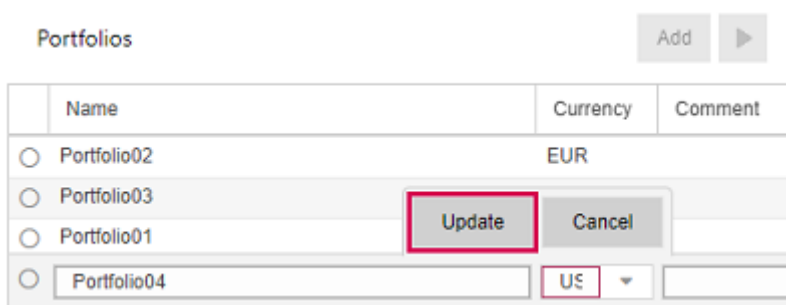 Portfolios Add
Name Currency Comment
Portfolio02 EUR
Portfolio03
Portfolio01 Update Cancel
Portfolio04 US